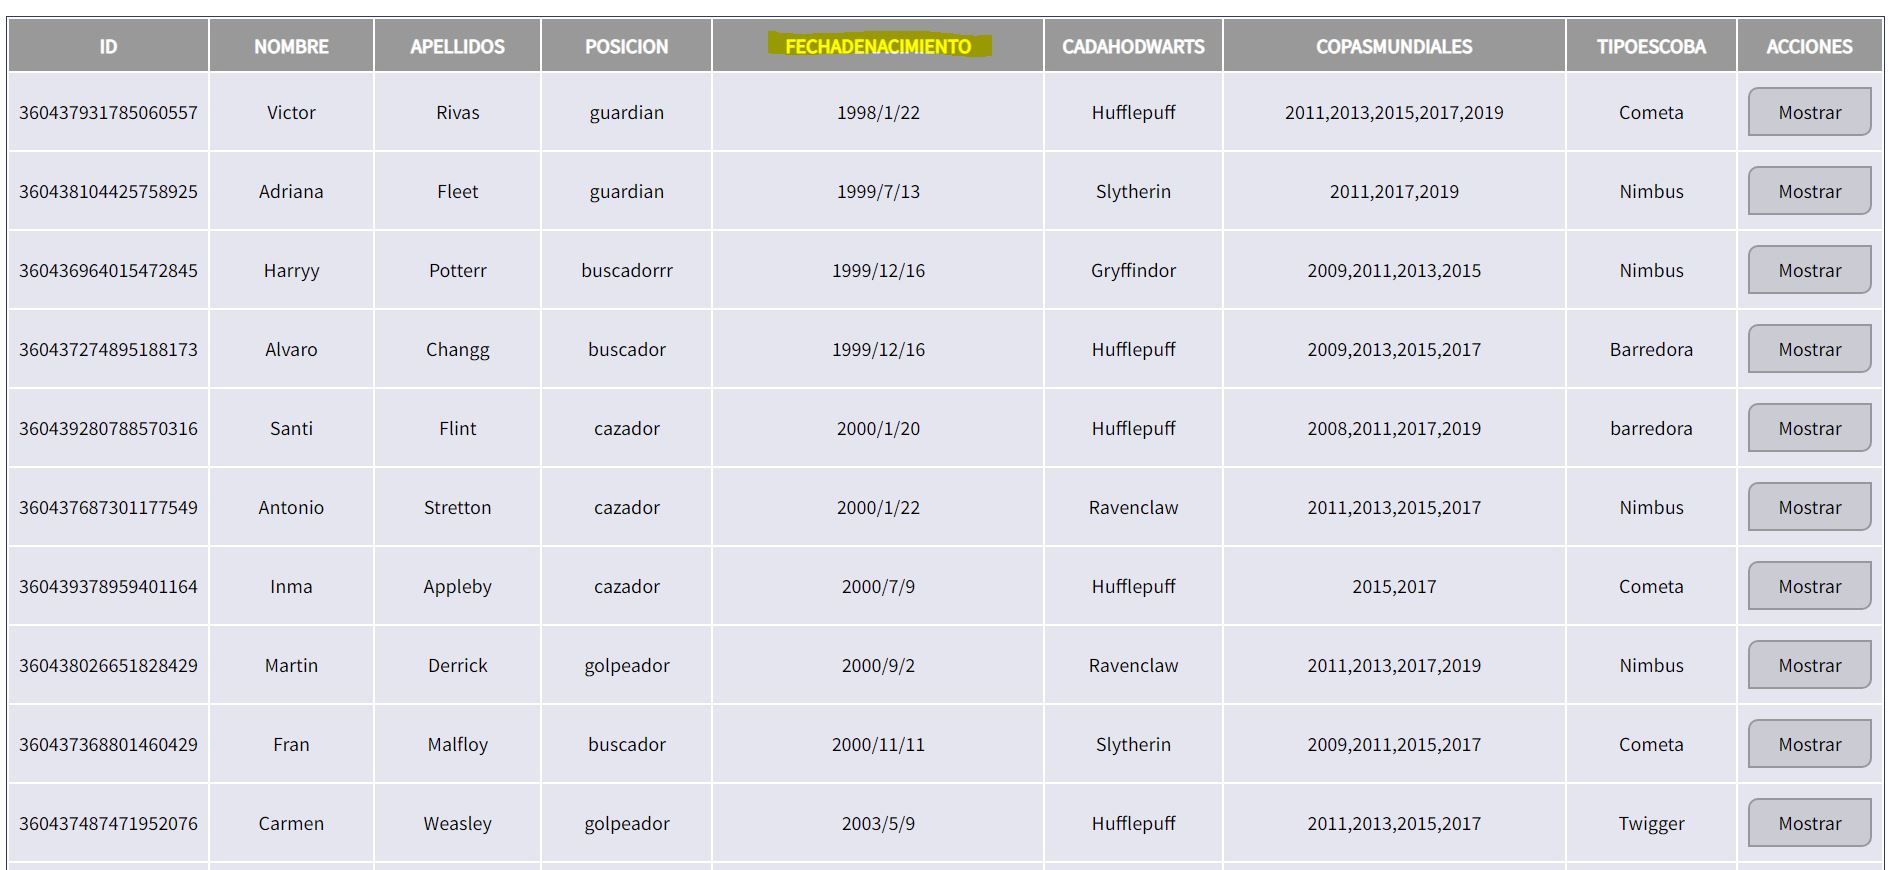 ID NOMBRE APELLIDOS POSICION FECHADENACIMIENTO CADAHODWARTS COPASMUNDIALES TIPOESCOBA ACCIONES
360437931785060557 Victor Rivas guardian 1998/1/22 Hufflepuff 2011,2013,2015,2017,2019 Cometa Mostrar
360438104425758925 Adriana Fleet guardian 1999/7/13 Slytherin 2011,2017,2019 Nimbus Mostrar
360436964015472845 Harryy Potterr buscadorrr 1999/12/16 Gryffindor 2009,2011,2013,2015 Nimbus Mostrar
360437274895188173 Alvaro Changg buscador 1999/12/16 Hufflepuff 2009,2013,2015,2017 Barredora Mostrar
360439280788570316 Santi Flint cazador 2000/1/20 Hufflepuff 2008,2011,2017,2019 barredora Mostrar
360437687301177549 Antonio Stretton cazador 2000/1/22 Ravenclaw 2011,2013,2015,2017 Nimbus Mostrar
360439378959401164 Inma Appleby cazador 2000/7/9 Hufflepuff 2015,2017 Cometa Mostrar
360438026651828429 Martin Derrick golpeador 2000/9/2 Ravenclaw 2011,2013,2017,2019 Nimbus Mostrar
360437368801460429 Fran Malfloy buscador 2000/11/11 Slytherin 2009,2011,2015,2017 Cometa Mostrar
360437487471952076 Carmen Weasley golpeador 2003/5/9 Hufflepuff 2011,2013,2015,2017 Twigger Mostrar